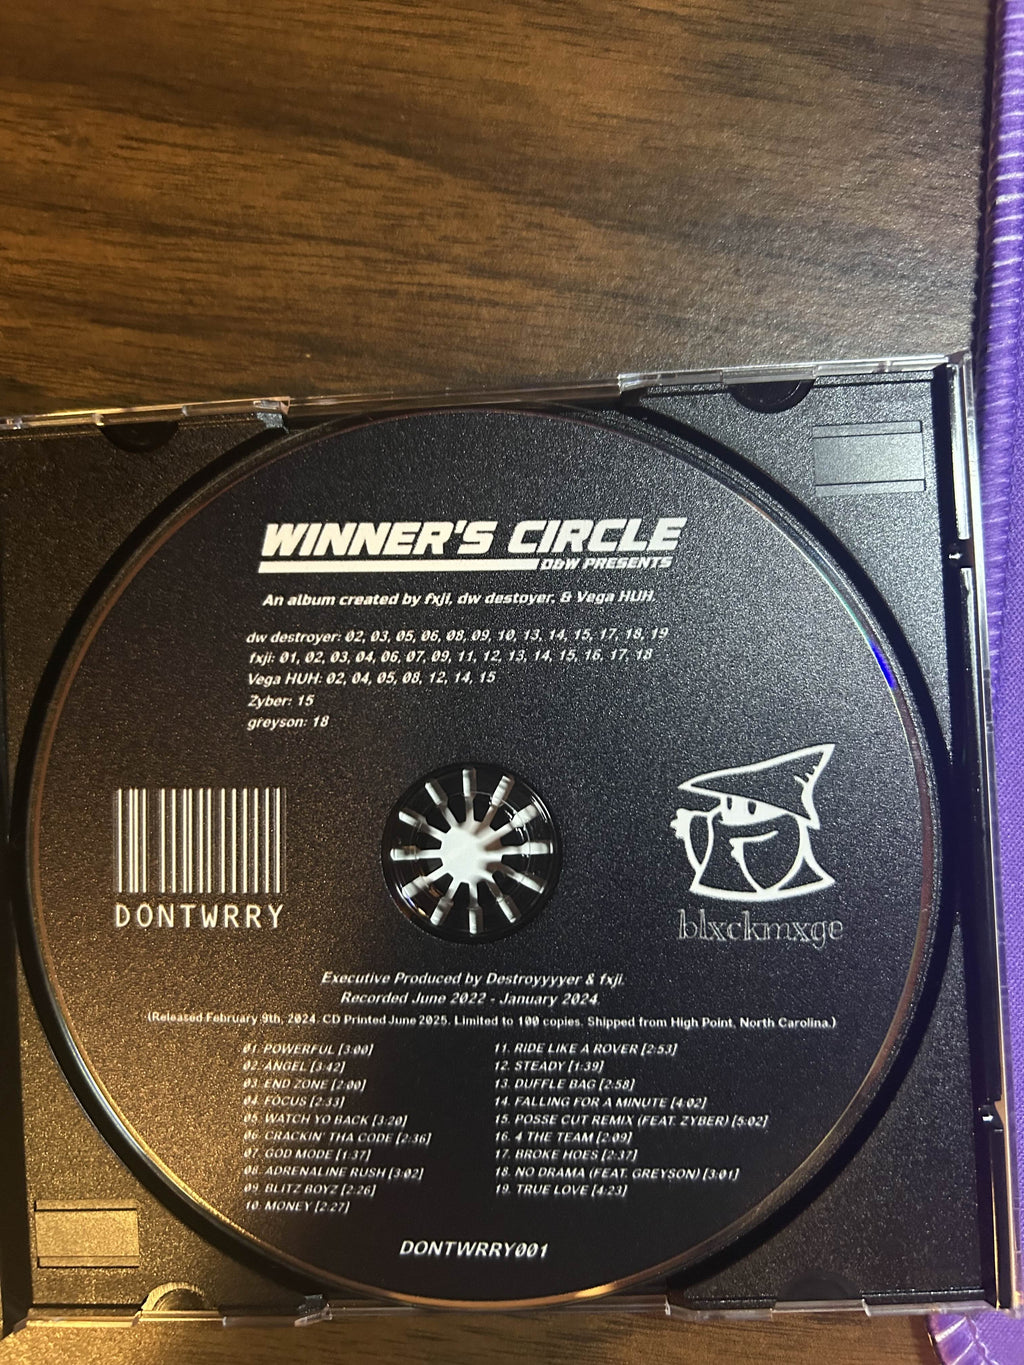 WINNER'S CIRCLE
D&W PRESENTS
An album created by fxji, dw destoyer, & Vega HUH.
dw destroyer: 02, 03, 05, 06, 08, 09, 10, 13, 14, 15, 17, 18, 19
fxji: 01, 02, 03, 04, 06, 07, 09, 11, 12, 13, 14, 15, 16, 17, 18
Vega HUH: 02, 04, 05, 08, 12, 14, 15
Zyber: 15
greyson: 18
DONTWRRY
blxckmxge
Executive Produced by Destroyyyyer & fxji.
Recorded June 2022 - January 2024.
(Released February 9th, 2024. CD Printed June 2025. Limited to 100 copies. Shipped from High Point, North Carolina.)
01. POWERFUL [3:00]
02. ANGEL [3:42]
03. END ZONE [2:00]
04. FOCUS [2:33]
05. WATCH YO BACK [3:20]
06. CRACKIN' THA CODE [2:36]
07. GOD MODE [1:37]
08. ADRENALINE RUSH [3:02]
09. BLITZ BOYZ [2:26]
10. MONEY [2:27]
11. RIDE LIKE A ROVER [2:53]
12. STEADY [1:39]
13. DUFFLE BAG [2:58]
14. FALLING FOR A MINUTE [4:02]
15. POSSE CUT REMIX (FEAT. ZYBER) [5:02]
16. 4 THE TEAM [2:09]
17. BROKE HOES [2:37]
18. NO DRAMA (FEAT. GREYSON) [3:01]
19. TRUE LOVE [4:23]
DONTWRRY001